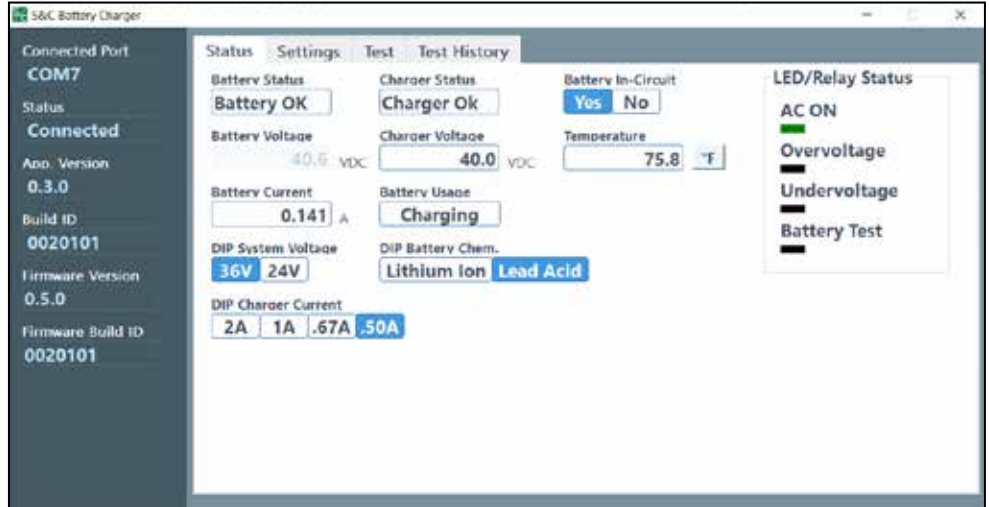 S&C Battery Charger
Connected Port
COM7
Status
Connected
App. Version
0.3.0
Build ID
0020101
Firmware Version
0.5.0
Firmware Build ID
0020101
Status Settings Test Test History
Battery Status Charger Status Battery In-Circuit
Battery OK Charger Ok Yes No
Battery Voltage Charger Voltage Temperature
40.6 VDC 40.0 VDC 75.8 °F
Battery Current Battery Usage
0.141 A Charging
DIP System Voltage DIP Battery Chem.
36V 24V Lithium Ion Lead Acid
DIP Charger Current
2A 1A .67A .50A
LED/Relay Status
AC ON
Overvoltage
Undervoltage
Battery Test